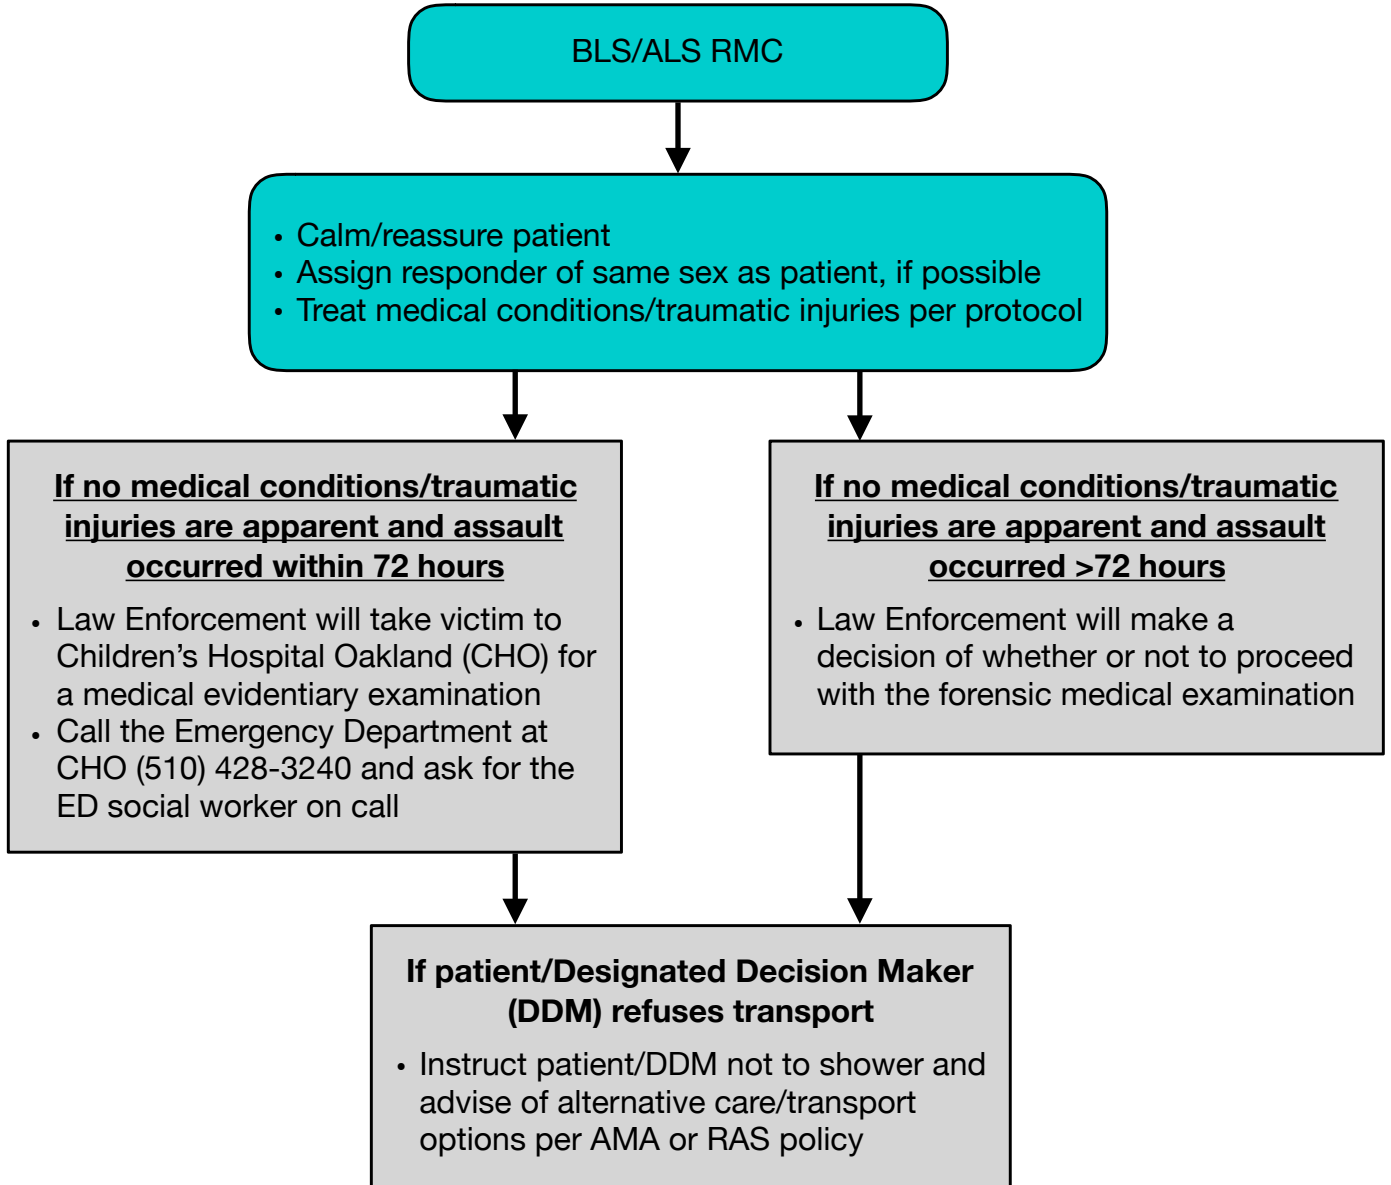 BLS/ALS RMC
• Calm/reassure patient
• Assign responder of same sex as patient, if possible
• Treat medical conditions/traumatic injuries per protocol
If no medical conditions/traumatic
injuries are apparent and assault
occurred within 72 hours
• Law Enforcement will take victim to
Children's Hospital Oakland (CHO) for
a medical evidentiary examination
• Call the Emergency Department at
CHO (510) 428-3240 and ask for the
ED social worker on call
If no medical conditions/traumatic
injuries are apparent and assault
occurred >72 hours
• Law Enforcement will make a
decision of whether or not to proceed
with the forensic medical examination
If patient/Designated Decision Maker
(DDM) refuses transport
• Instruct patient/DDM not to shower and
advise of alternative care/transport
options per AMA or RAS policy